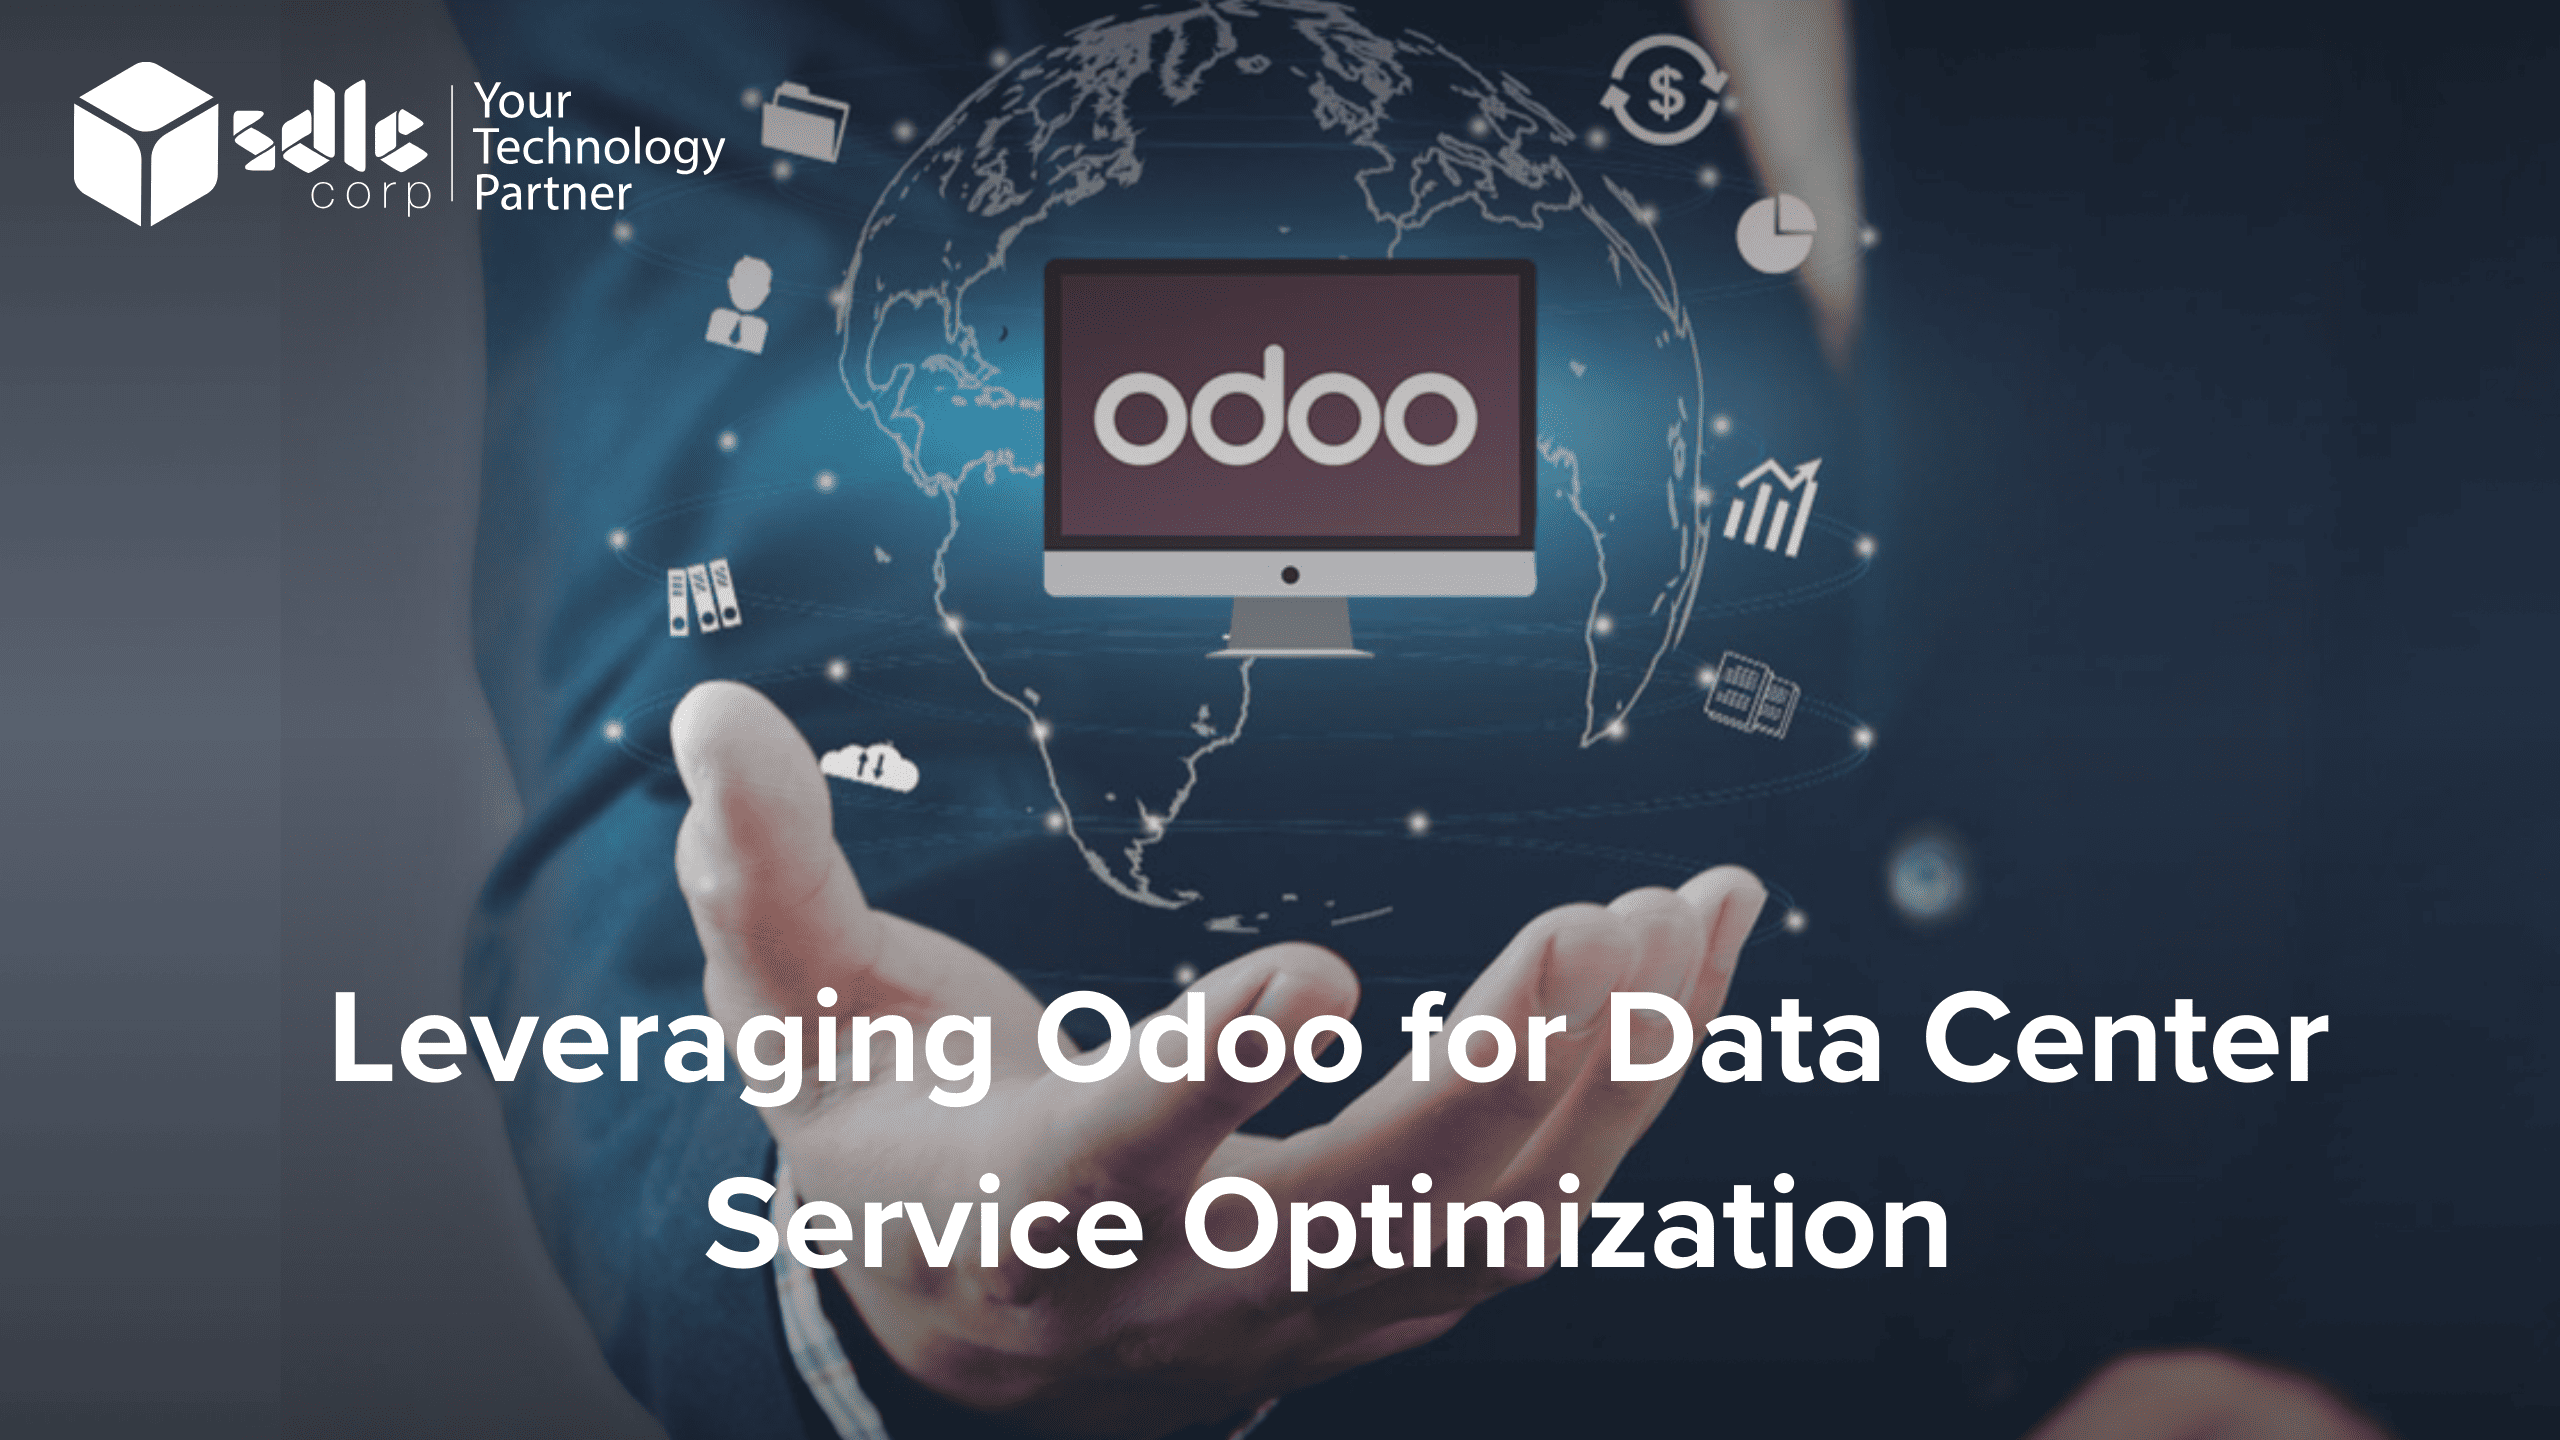 sdlc
corp
Your
Technology
Partner
odoo
$
Leveraging Odoo for Data Center
Service Optimization